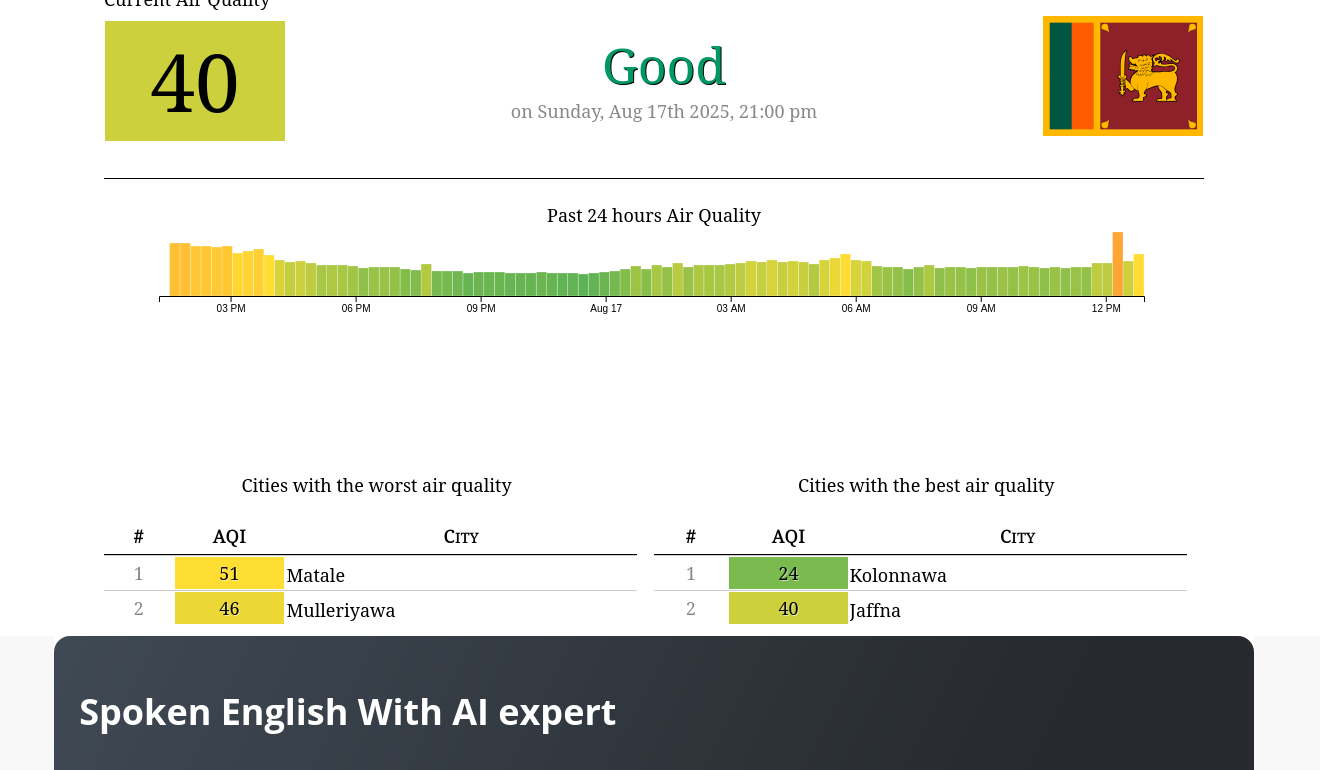 Current Air Quality
40
Good
on Sunday, Aug 17th 2025, 21:00 pm
Past 24 hours Air Quality
03 PM 06 PM 09 PM Aug 17 03 AM 06 AM 09 AM 12 PM
Cities with the worst air quality
# AQI City
1 51 Matale
2 46 Mulleriyawa
Cities with the best air quality
# AQI City
1 24 Kolonnawa
2 40 Jaffna
Spoken English With AI expert